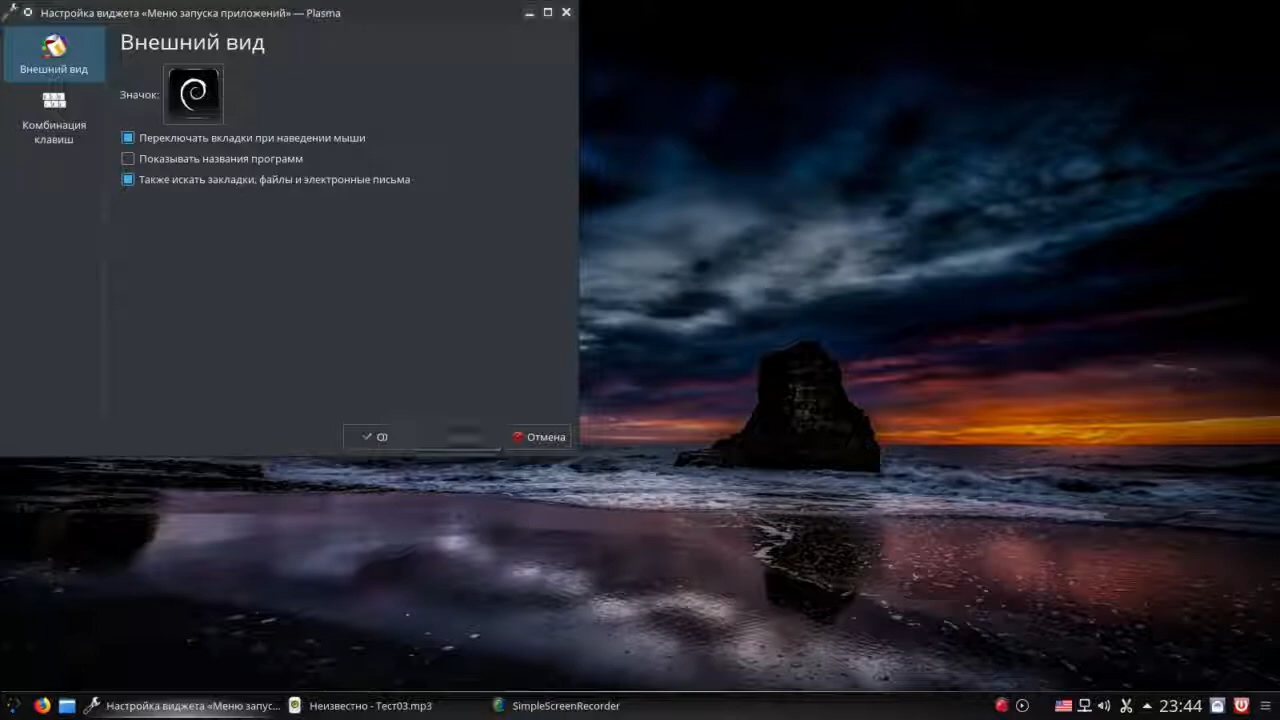 Настройка виджета «Меню запуска приложений» — Plasma
Внешний вид
Внешний вид
Значок:
Комбинация
клавиш
Переключать вкладки при наведении мыши
Показывать названия программ
Также искать закладки, файлы и электронные письма
Отмена
Настройка виджета «Меню запус...
Неизвестно - Тест03.mp3
SimpleScreenRecorder
23:44